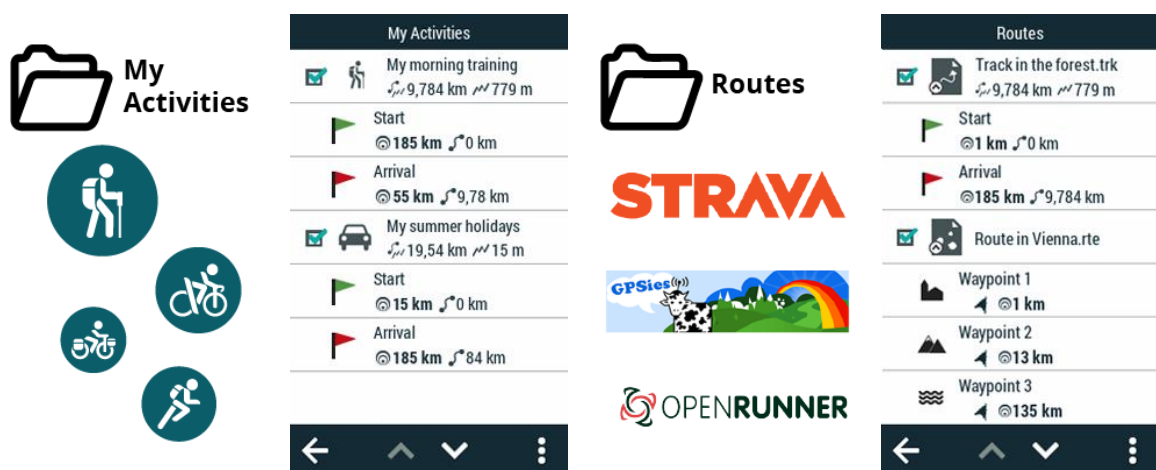 My
Activities
My Activities
My morning training
9,784 km 779 m
Start
185 km 0 km
Arrival
55 km 9,78 km
My summer holidays
19,54 km 15 m
Start
15 km 0 km
Arrival
185 km 84 km
Routes
STRAVA
GPSies
OPENRUNNER
Routes
Track in the forest.trk
9,784 km 779 m
Start
1 km 0 km
Arrival
185 km 9,784 km
Route in Vienna.rte
Waypoint 1
1 km
Waypoint 2
13 km
Waypoint 3
135 km